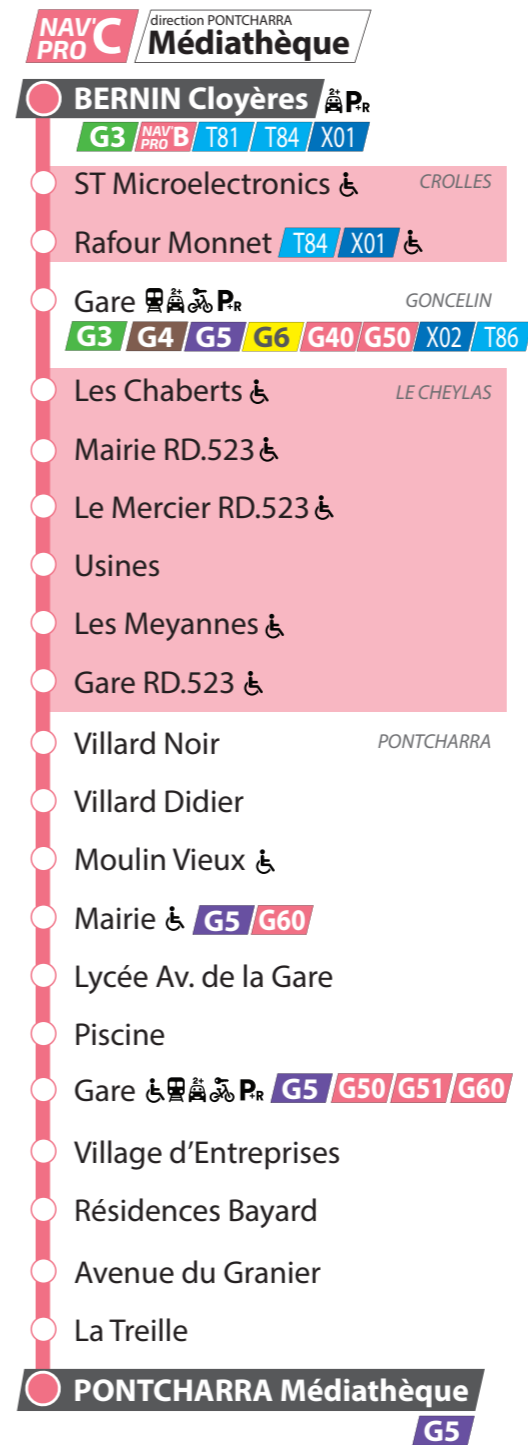 NAV' PRO C direction PONTCHARRA
Médiathèque
BERNIN Cloyères P+R
G3 NAV' PRO B T81 T84 X01
ST Microelectronics CROLLES
Rafour Monnet T84 X01
Gare P+R GONCELIN
G3 G4 G5 G6 G40 G50 X02 T86
Les Chaberts LE CHEYLAS
Mairie RD.523
Le Mercier RD.523
Usines
Les Meyannes
Gare RD.523
Villard Noir PONTCHARRA
Villard Didier
Moulin Vieux
Mairie G5 G60
Lycée Av. de la Gare
Piscine
Gare P+R G5 G50 G51 G60
Village d'Entreprises
Résidences Bayard
Avenue du Granier
La Treille
PONTCHARRA Médiathèque
G5